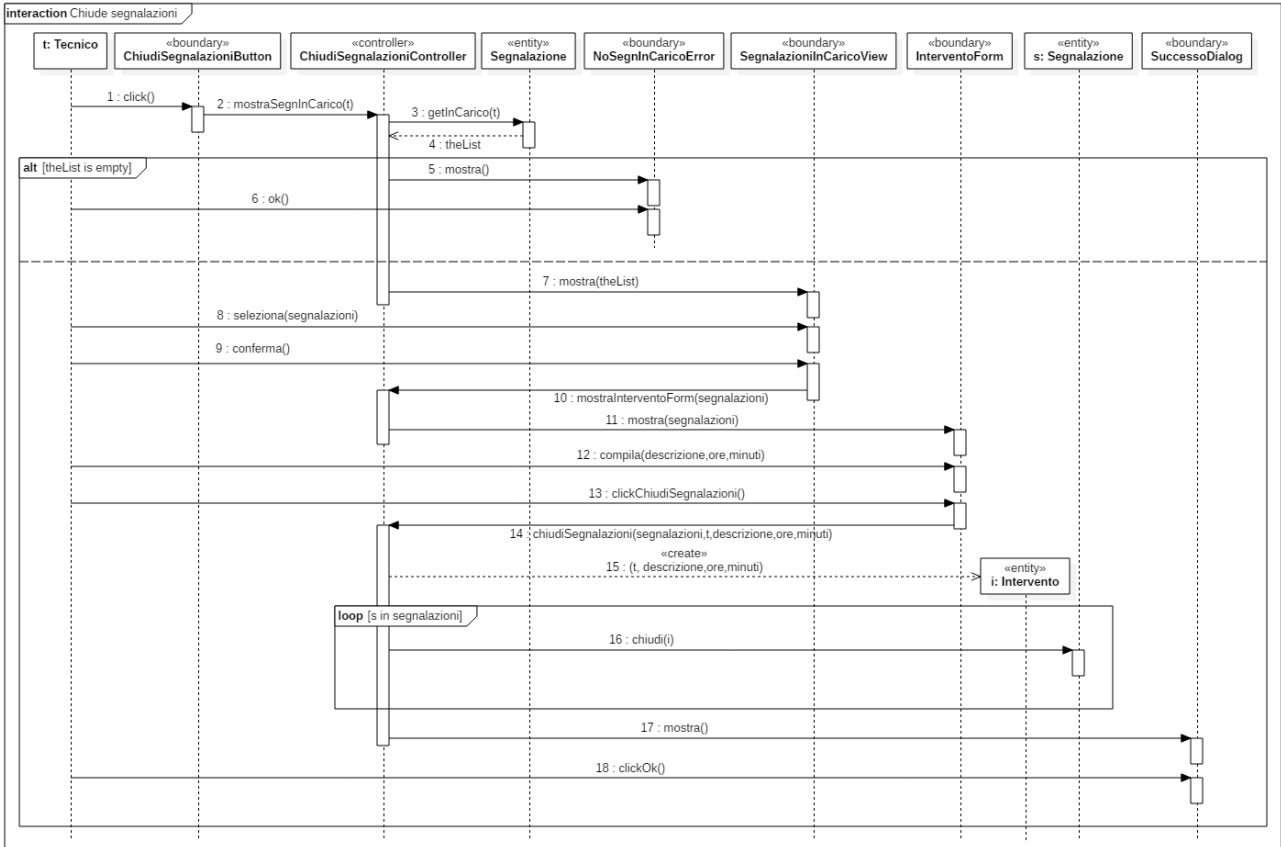 interaction Chiude segnalazioni
t: Tecnico
«boundary»
ChiudiSegnalazioniButton
«controller»
ChiudiSegnalazioniController
«entity»
Segnalazione
«boundary»
NoSegnInCaricoError
«boundary»
SegnalazioniInCaricoView
«boundary»
InterventoForm
«entity»
s: Segnalazione
«boundary»
SuccessoDialog
1 : click()
2 : mostraSegnInCarico(t)
3 : getInCarico(t)
4 : theList
alt [theList is empty]
5 : mostra()
6 : ok()
7 : mostra(theList)
8 : seleziona(segnalazioni)
9 : conferma()
10 : mostraInterventoForm(segnalazioni)
11 : mostra(segnalazioni)
12 : compila(descrizione,ore,minuti)
13 : clickChiudiSegnalazioni()
14 : chiudiSegnalazioni(segnalazioni,t,descrizione,ore,minuti)
«create»
15 : (t, descrizione,ore,minuti)
«entity»
i: Intervento
loop [s in segnalazioni]
16 : chiudi(i)
17 : mostra()
18 : clickOk()